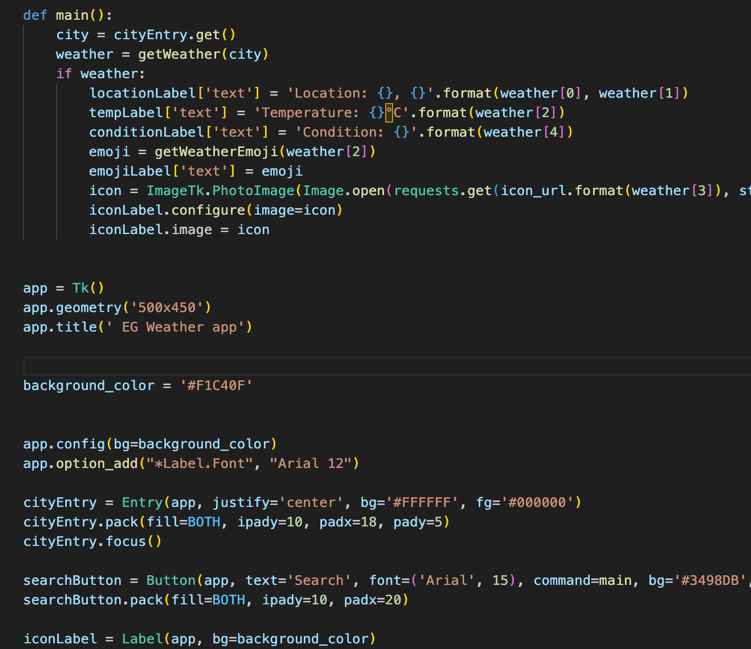 def main():
    city = cityEntry.get()
    weather = getWeather(city)
    if weather:
        locationLabel['text'] = 'Location: {}, {}'.format(weather[0], weather[1])
        tempLabel['text'] = 'Temperature: {}°C'.format(weather[2])
        conditionLabel['text'] = 'Condition: {}'.format(weather[4])
        emoji = getWeatherEmoji(weather[2])
        emojiLabel['text'] = emoji
        icon = ImageTk.PhotoImage(Image.open(requests.get(icon_url.format(weather[3]), st
        iconLabel.configure(image=icon)
        iconLabel.image = icon
app = Tk()
app.geometry('500x450')
app.title(' EG Weather app')
background_color = '#F1C40F'
app.config(bg=background_color)
app.option_add("*Label.Font", "Arial 12")
cityEntry = Entry(app, justify='center', bg='#FFFFFF', fg='#000000')
cityEntry.pack(fill=BOTH, ipady=10, padx=18, pady=5)
cityEntry.focus()
searchButton = Button(app, text='Search', font=('Arial', 15), command=main, bg='#3498DB',
searchButton.pack(fill=BOTH, ipady=10, padx=20)
iconLabel = Label(app, bg=background_color)